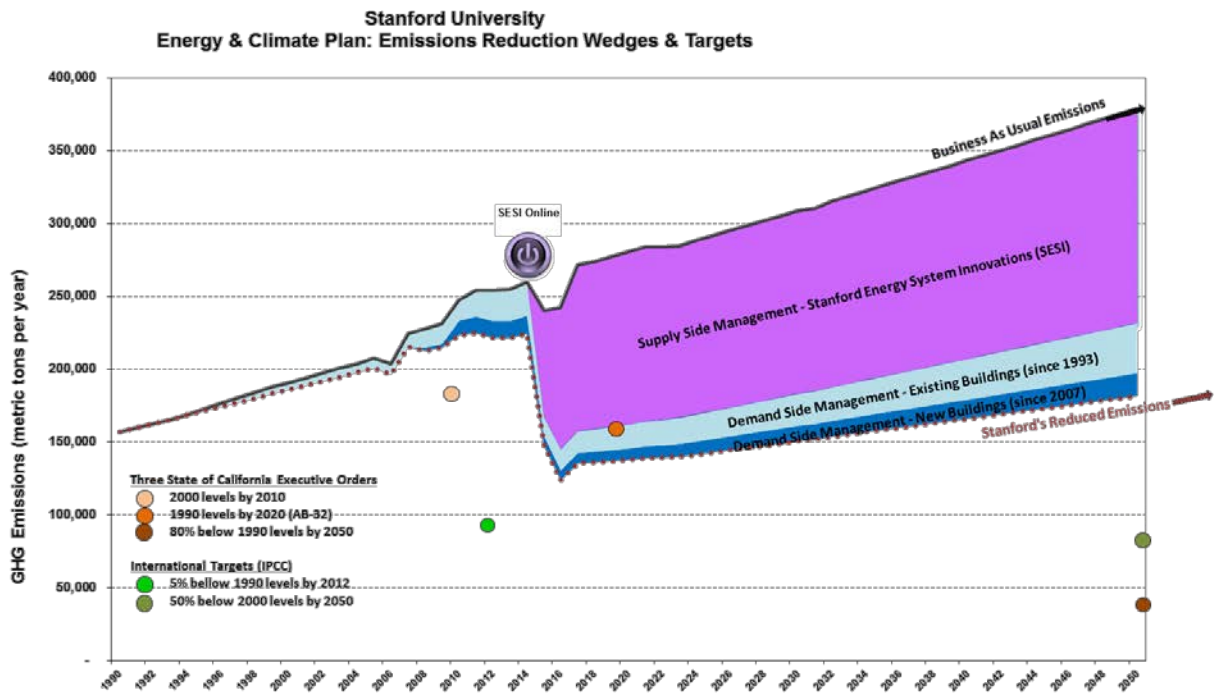 Stanford University
Energy & Climate Plan: Emissions Reduction Wedges & Targets
GHG Emissions (metric tons per year)
400,000
350,000
300,000
250,000
200,000
150,000
100,000
50,000
-
Business As Usual Emissions
SESI Online
Supply Side Management - Stanford Energy System Innovations (SESI)
Demand Side Management - Existing Buildings (since 1993)
Demand Side Management - New Buildings (since 2007)
Stanford's Reduced Emissions
Three State of California Executive Orders
2000 levels by 2010
1990 levels by 2020 (AB-32)
80% below 1990 levels by 2050
International Targets (IPCC)
5% bellow 1990 levels by 2012
50% below 2000 levels by 2050
1990 1992 1994 1996 1998 2000 2002 2004 2006 2008 2010 2012 2014 2016 2018 2020 2022 2024 2026 2028 2030 2032 2034 2036 2038 2040 2042 2044 2046 2048 2050